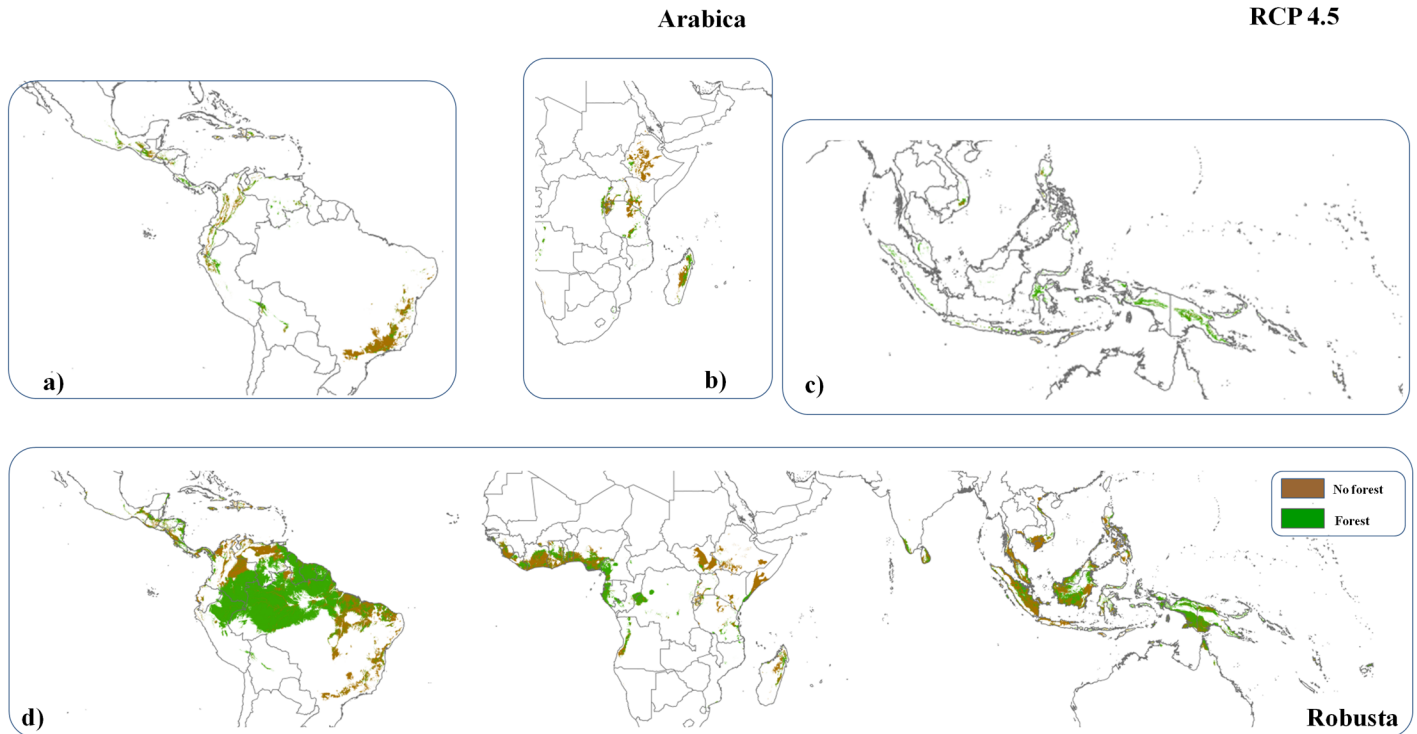 Arabica
RCP 4.5
a)
b)
c)
No forest
Forest
d)
Robusta